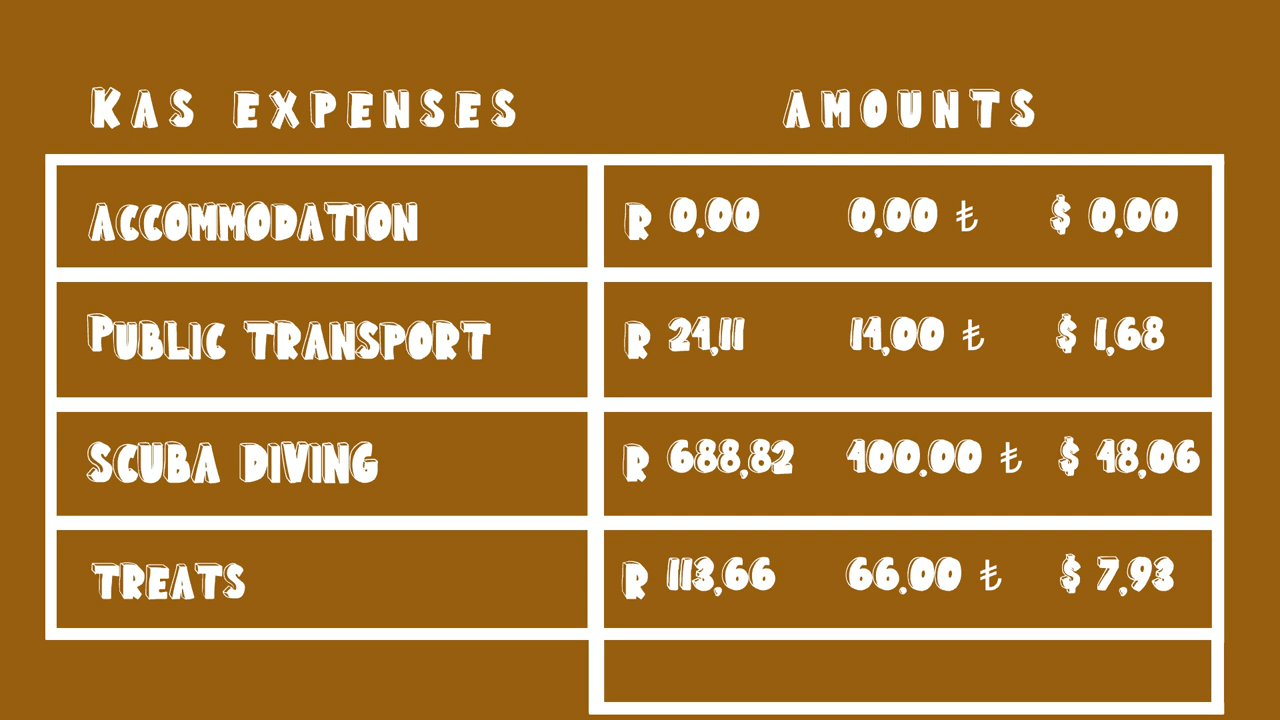 KAS EXPENSES AMOUNTS
ACCOMMODATION R 0,00 0,00 ₺ $ 0,00
PUBLIC TRANSPORT R 24,11 14,00 ₺ $ 1,68
SCUBA DIVING R 688,82 400,00 ₺ $ 48,06
TREATS R 113,66 66,00 ₺ $ 7,93